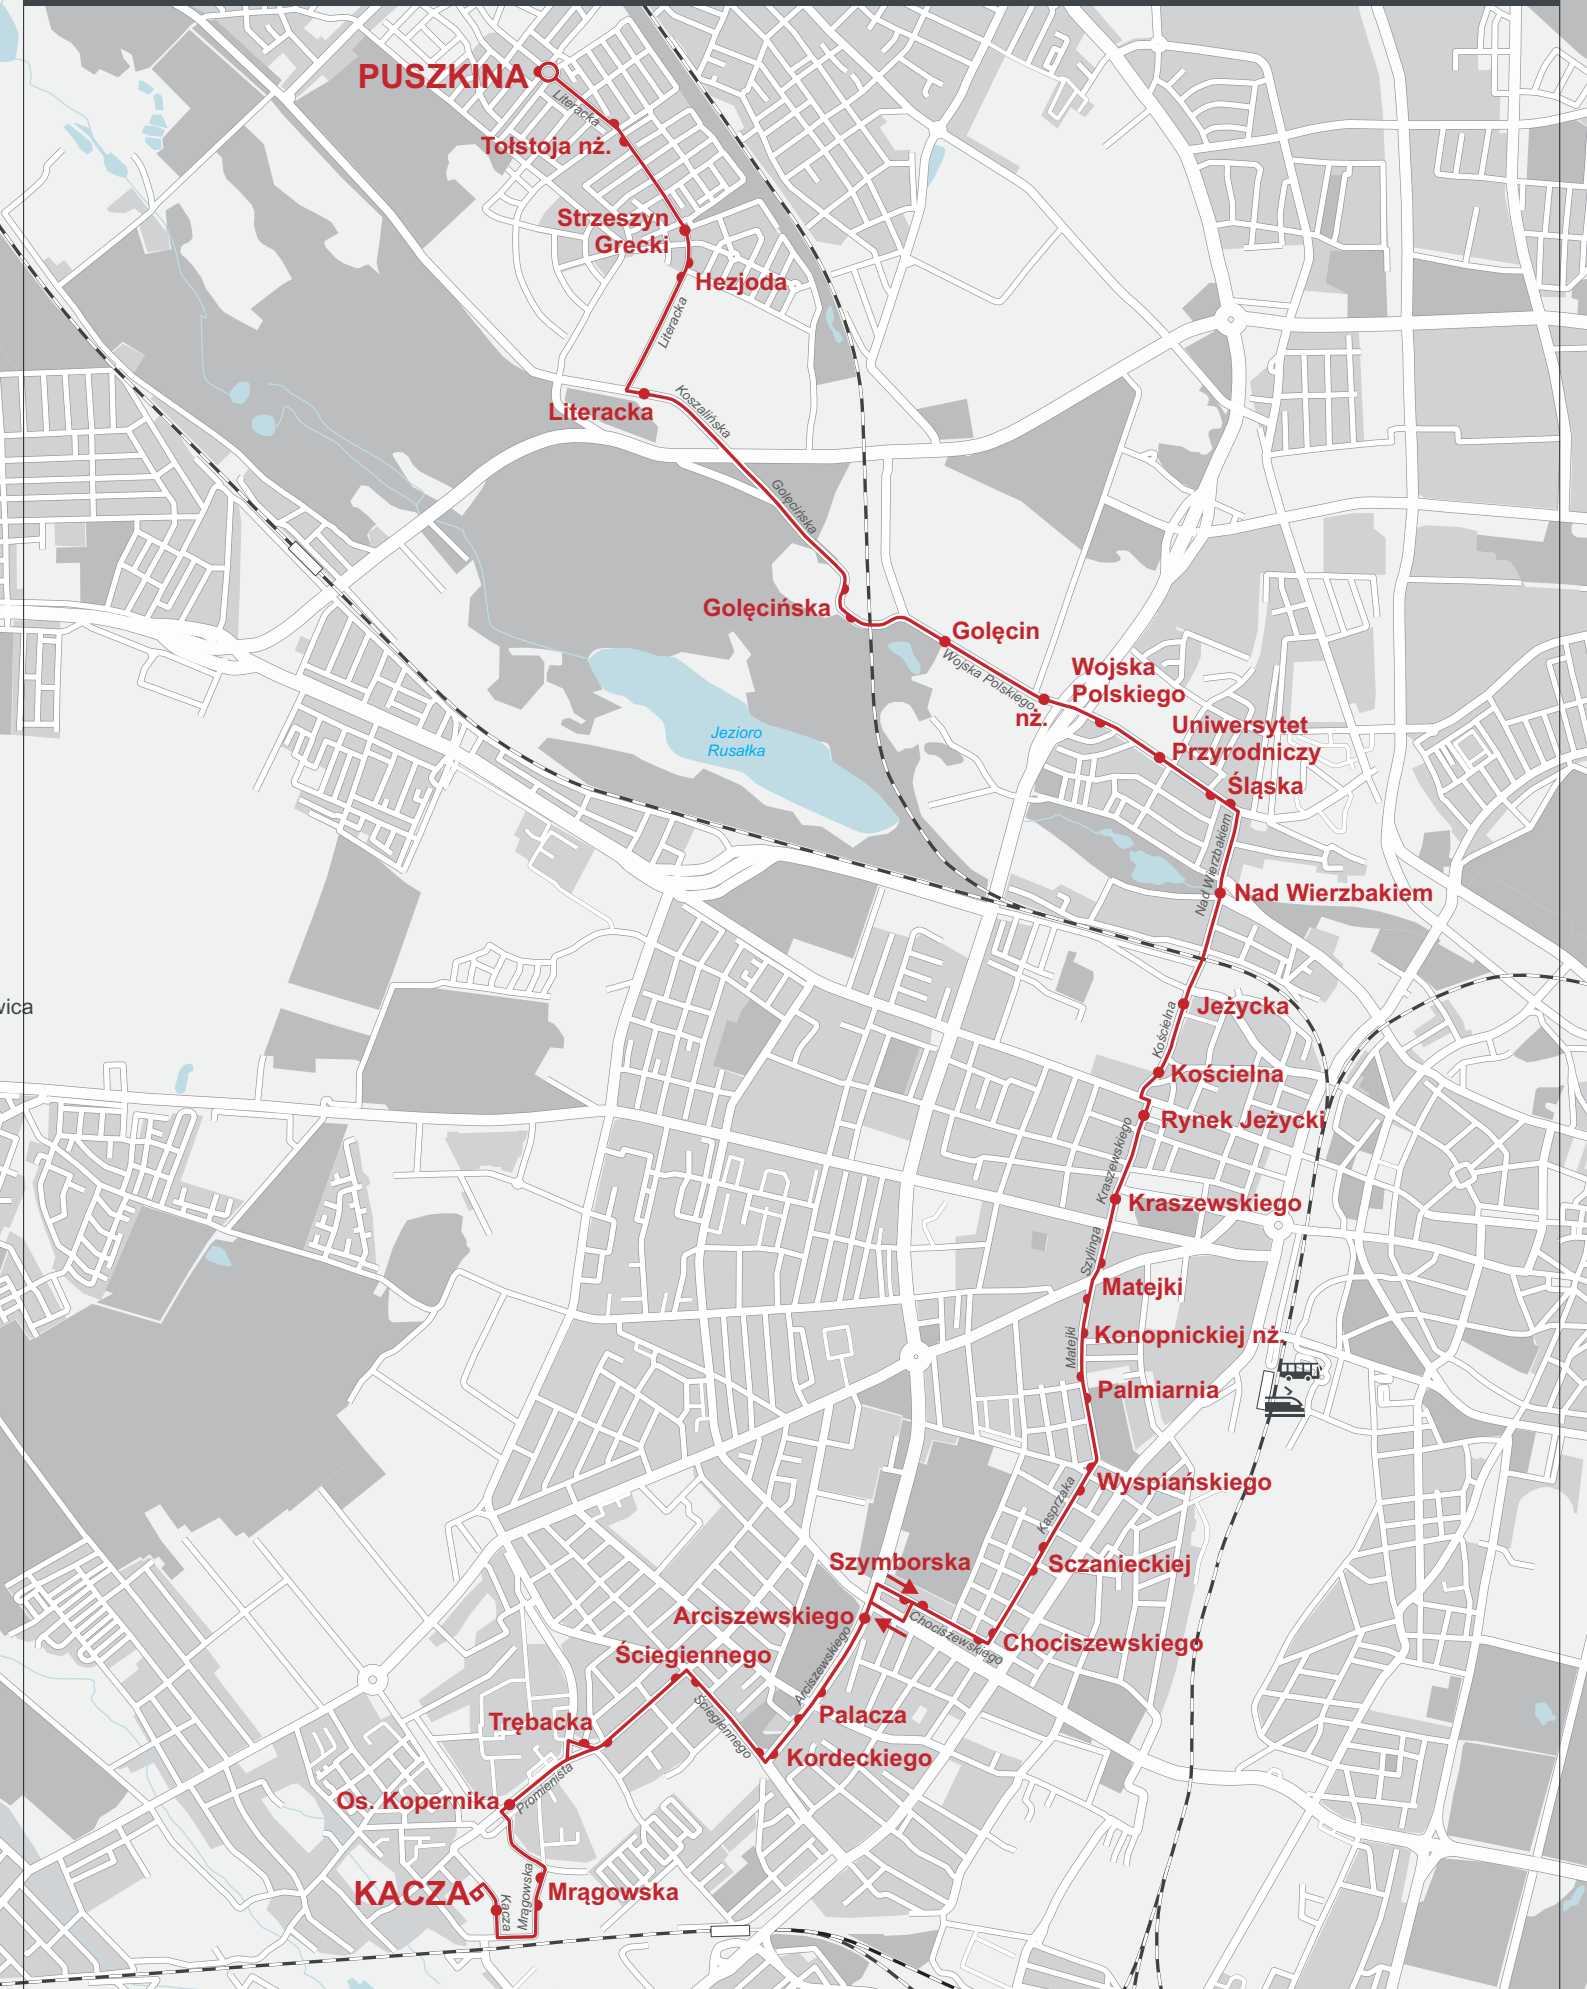 PUSZKINA
Literacka
Tołstoja nż.
Strzeszyn
Grecki
Hezjoda
Literacka
Literacka
Koszalińska
Golęcińska
Golęcińska
Golęcin
Wojska Polskiego
Wojska
Polskiego
nż.
Uniwersytet
Przyrodniczy
Jezioro
Rusałka
Śląska
Nad Wierzbakiem
Nad Wierzbakiem
wica
Jeżycka
Kościelna
Kościelna
Rynek Jeżycki
Kraszewskiego
Kraszewskiego
Szylinga
Matejki
Matejki
Konopnickiej nż.
Palmiarnia
Wyspiańskiego
Kasprzaka
Sczanieckiej
Szymborska
Arciszewskiego
Chociszewskiego
Chociszewskiego
Ściegiennego
Arciszewskiego
Ściegiennego
Palacza
Trębacka
Kordeckiego
Promienista
Os. Kopernika
KACZA
Kacza
Mrągowska
Mrągowska